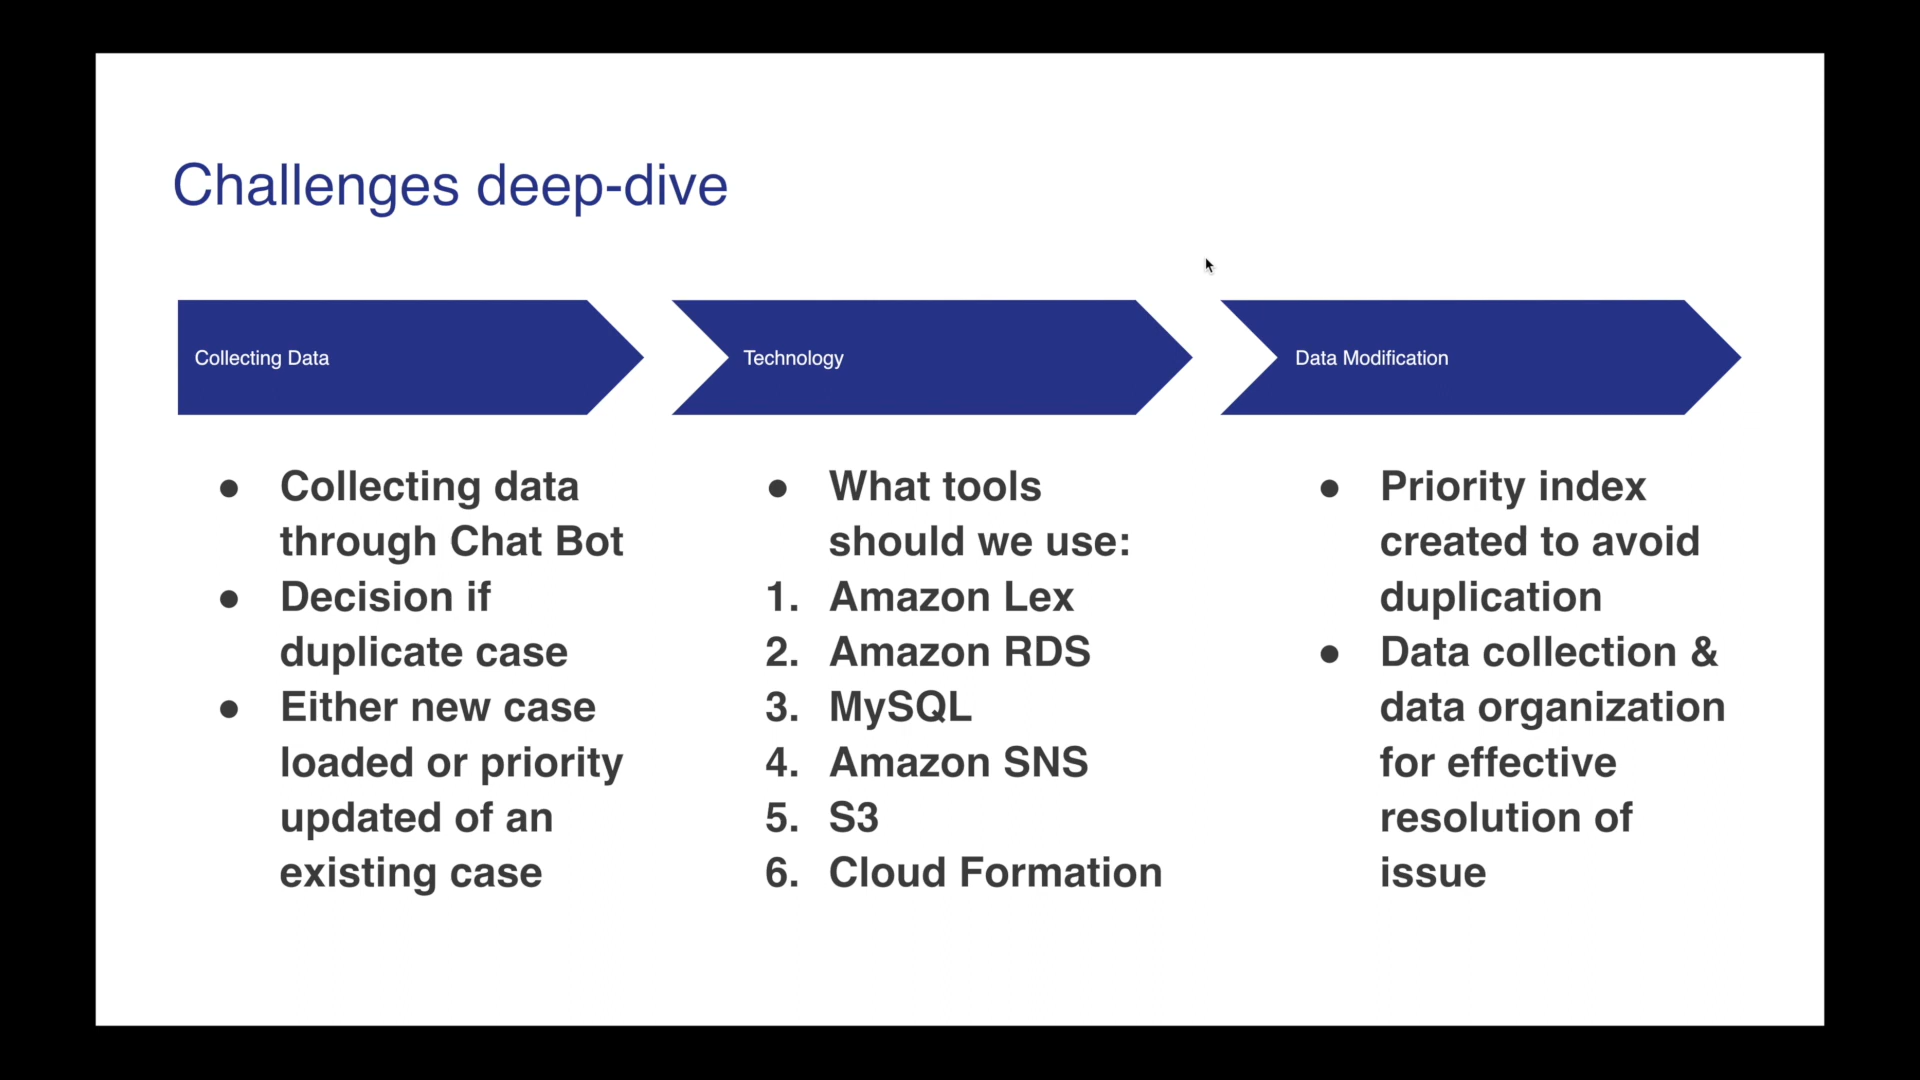 Challenges deep-dive
Collecting Data
Technology
Data Modification
● Collecting data
through Chat Bot
● Decision if
duplicate case
● Either new case
loaded or priority
updated of an
existing case
● What tools
should we use:
1. Amazon Lex
2. Amazon RDS
3. MySQL
4. Amazon SNS
5. S3
6. Cloud Formation
● Priority index
created to avoid
duplication
● Data collection &
data organization
for effective
resolution of
issue